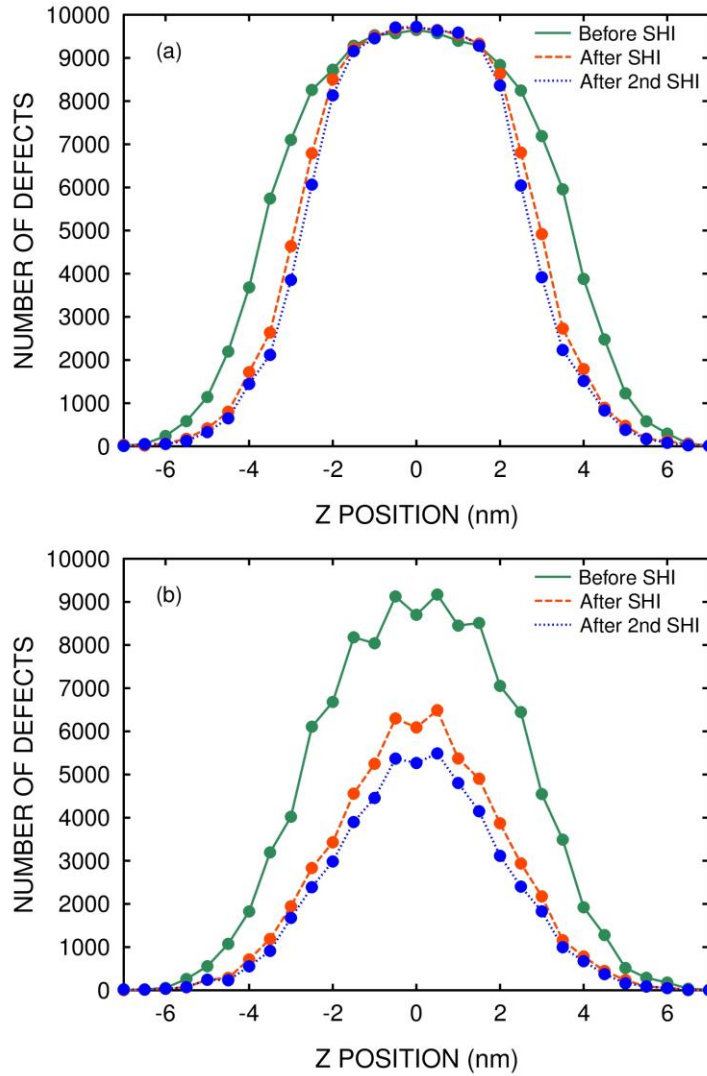 10000
9000
8000
7000
6000
5000
4000
3000
2000
1000
0
NUMBER OF DEFECTS
(a)
Before SHI
After SHI
After 2nd SHI
-6 -4 -2 0 2 4 6
Z POSITION (nm)
10000
9000
8000
7000
6000
5000
4000
3000
2000
1000
0
NUMBER OF DEFECTS
(b)
Before SHI
After SHI
After 2nd SHI
-6 -4 -2 0 2 4 6
Z POSITION (nm)